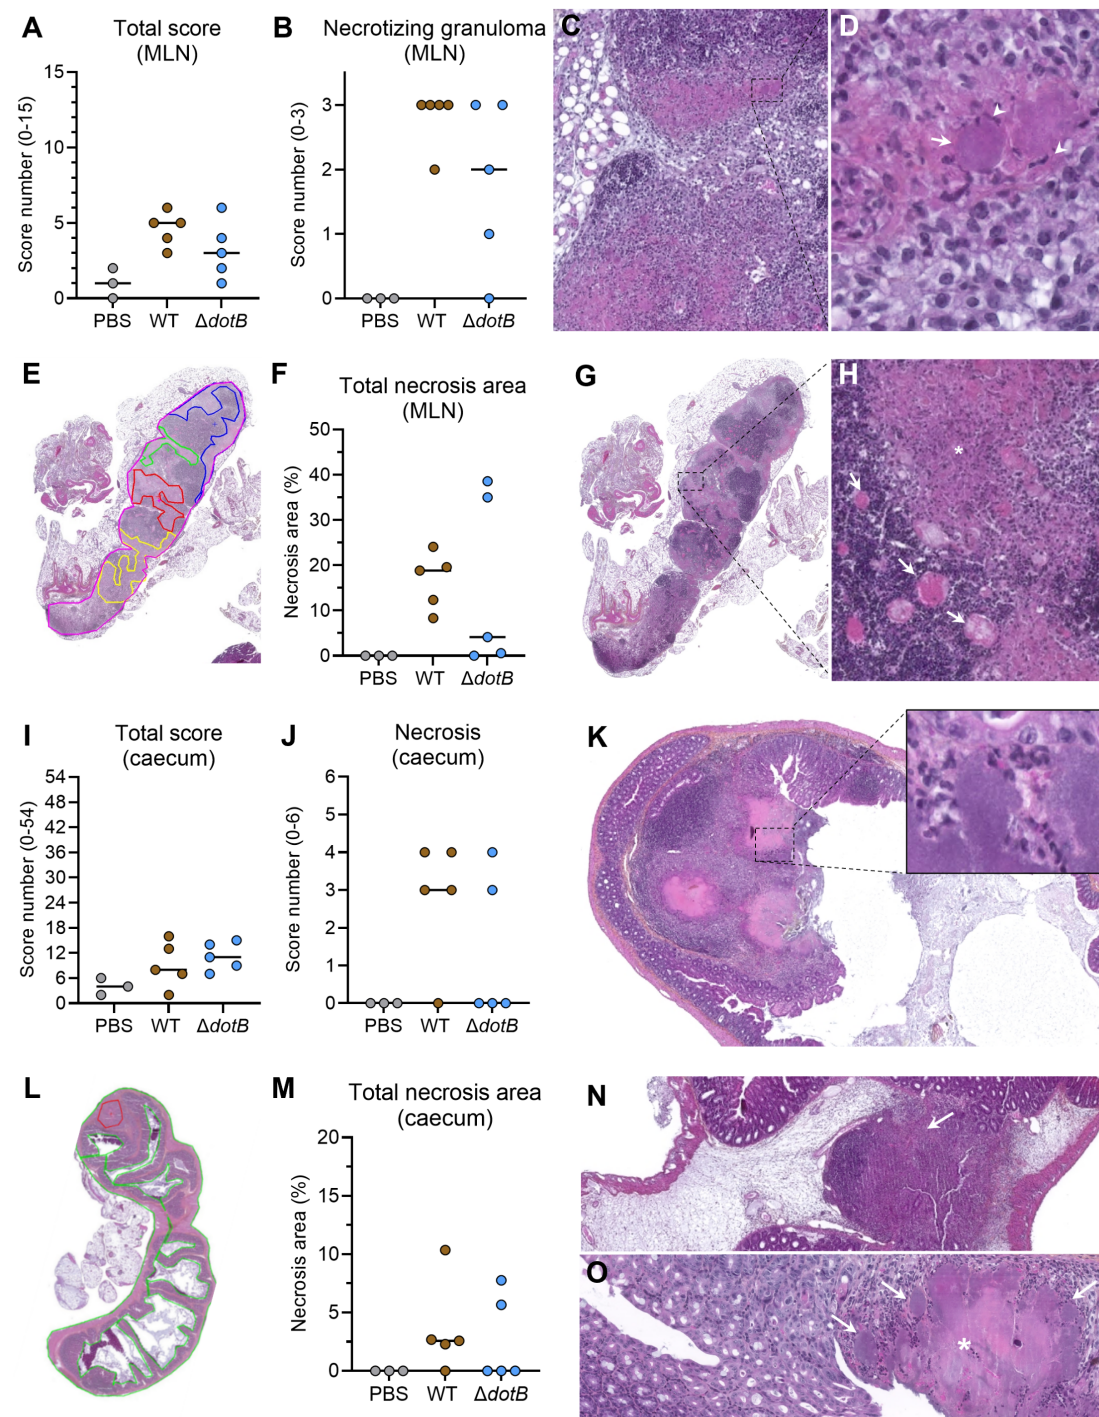 A
Total score
(MLN)
Score number (0-15)
15
10
5
0
PBS
WT
ΔdotB
B
Necrotizing granuloma
(MLN)
Score number (0-3)
3
2
1
0
PBS
WT
ΔdotB
C
D
E
F
Total necrosis area
(MLN)
Necrosis area (%)
50
40
30
20
10
0
PBS
WT
ΔdotB
G
H
*
I
Total score
(caecum)
Score number (0-54)
54
48
42
36
30
24
18
12
6
0
PBS
WT
ΔdotB
J
Necrosis
(caecum)
Score number (0-6)
6
5
4
3
2
1
0
PBS
WT
ΔdotB
K
L
M
Total necrosis area
(caecum)
Necrosis area (%)
20
15
10
5
0
PBS
WT
ΔdotB
N
O
*